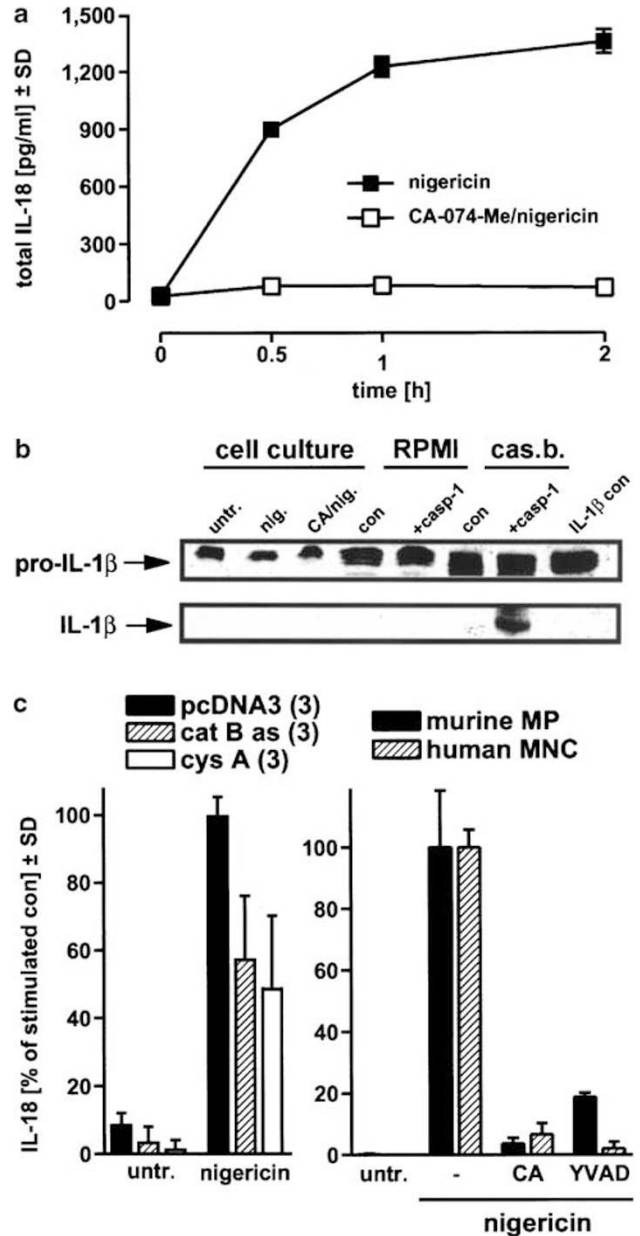 a
total IL-18 [pg/ml] ± SD
1,500
1,200
900
600
300
0
nigericin
CA-074-Me/nigericin
0
0.5
1
2
time [h]
b
cell culture
RPMI
cas.b.
untr.
nig.
CA/nig.
con
+casp-1
con
+casp-1
IL-1β con
pro-IL-1β
IL-1β
c
pcDNA3 (3)
cat B as (3)
cys A (3)
murine MP
human MNC
IL-18 [% of stimulated con] ± SD
100
80
60
40
20
0
untr.
nigericin
100
80
60
40
20
0
untr.
-
CA
YVAD
nigericin